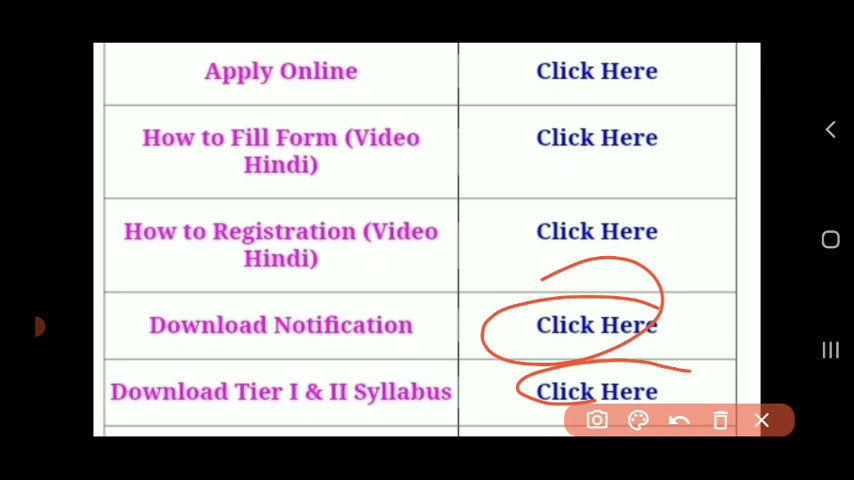 Apply Online Click Here
How to Fill Form (Video Click Here
Hindi)
How to Registration (Video Click Here
Hindi)
Download Notification Click Here
Download Tier I & II Syllabus Click Here